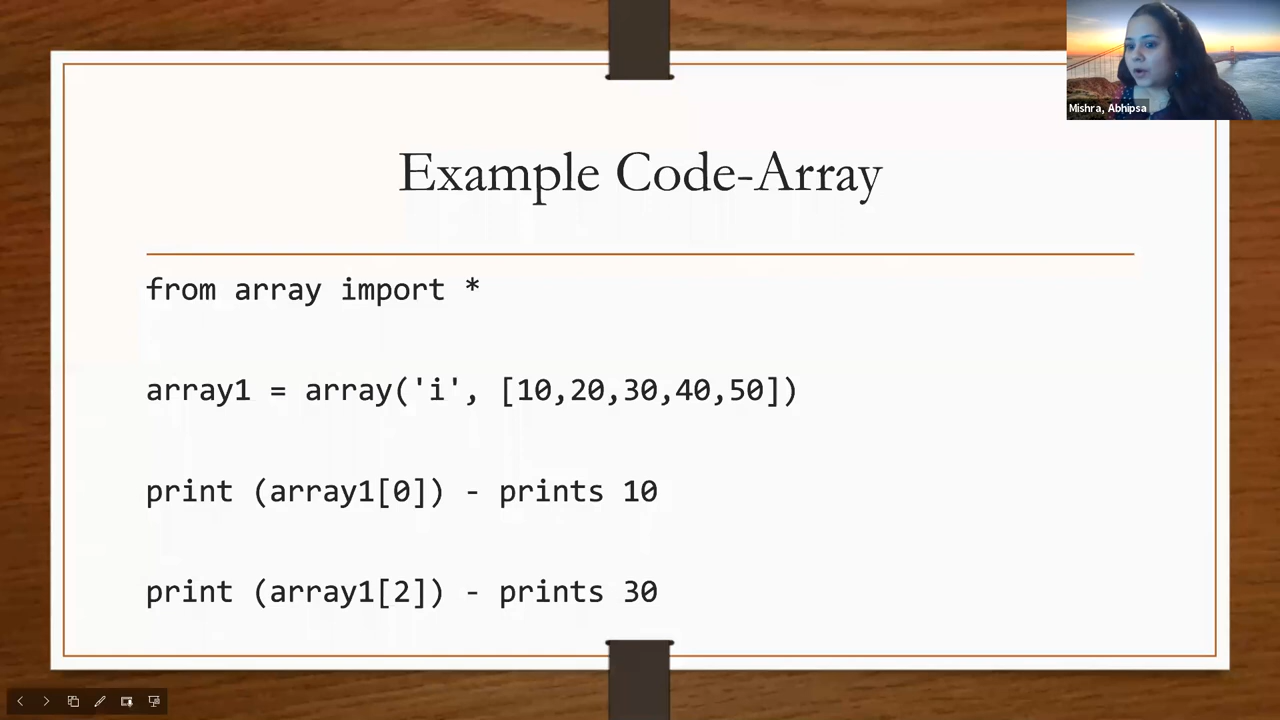 Mishra, Abhipsa
Example Code-Array
from array import *
array1 = array('i', [10,20,30,40,50])
print (array1[0]) - prints 10
print (array1[2]) - prints 30